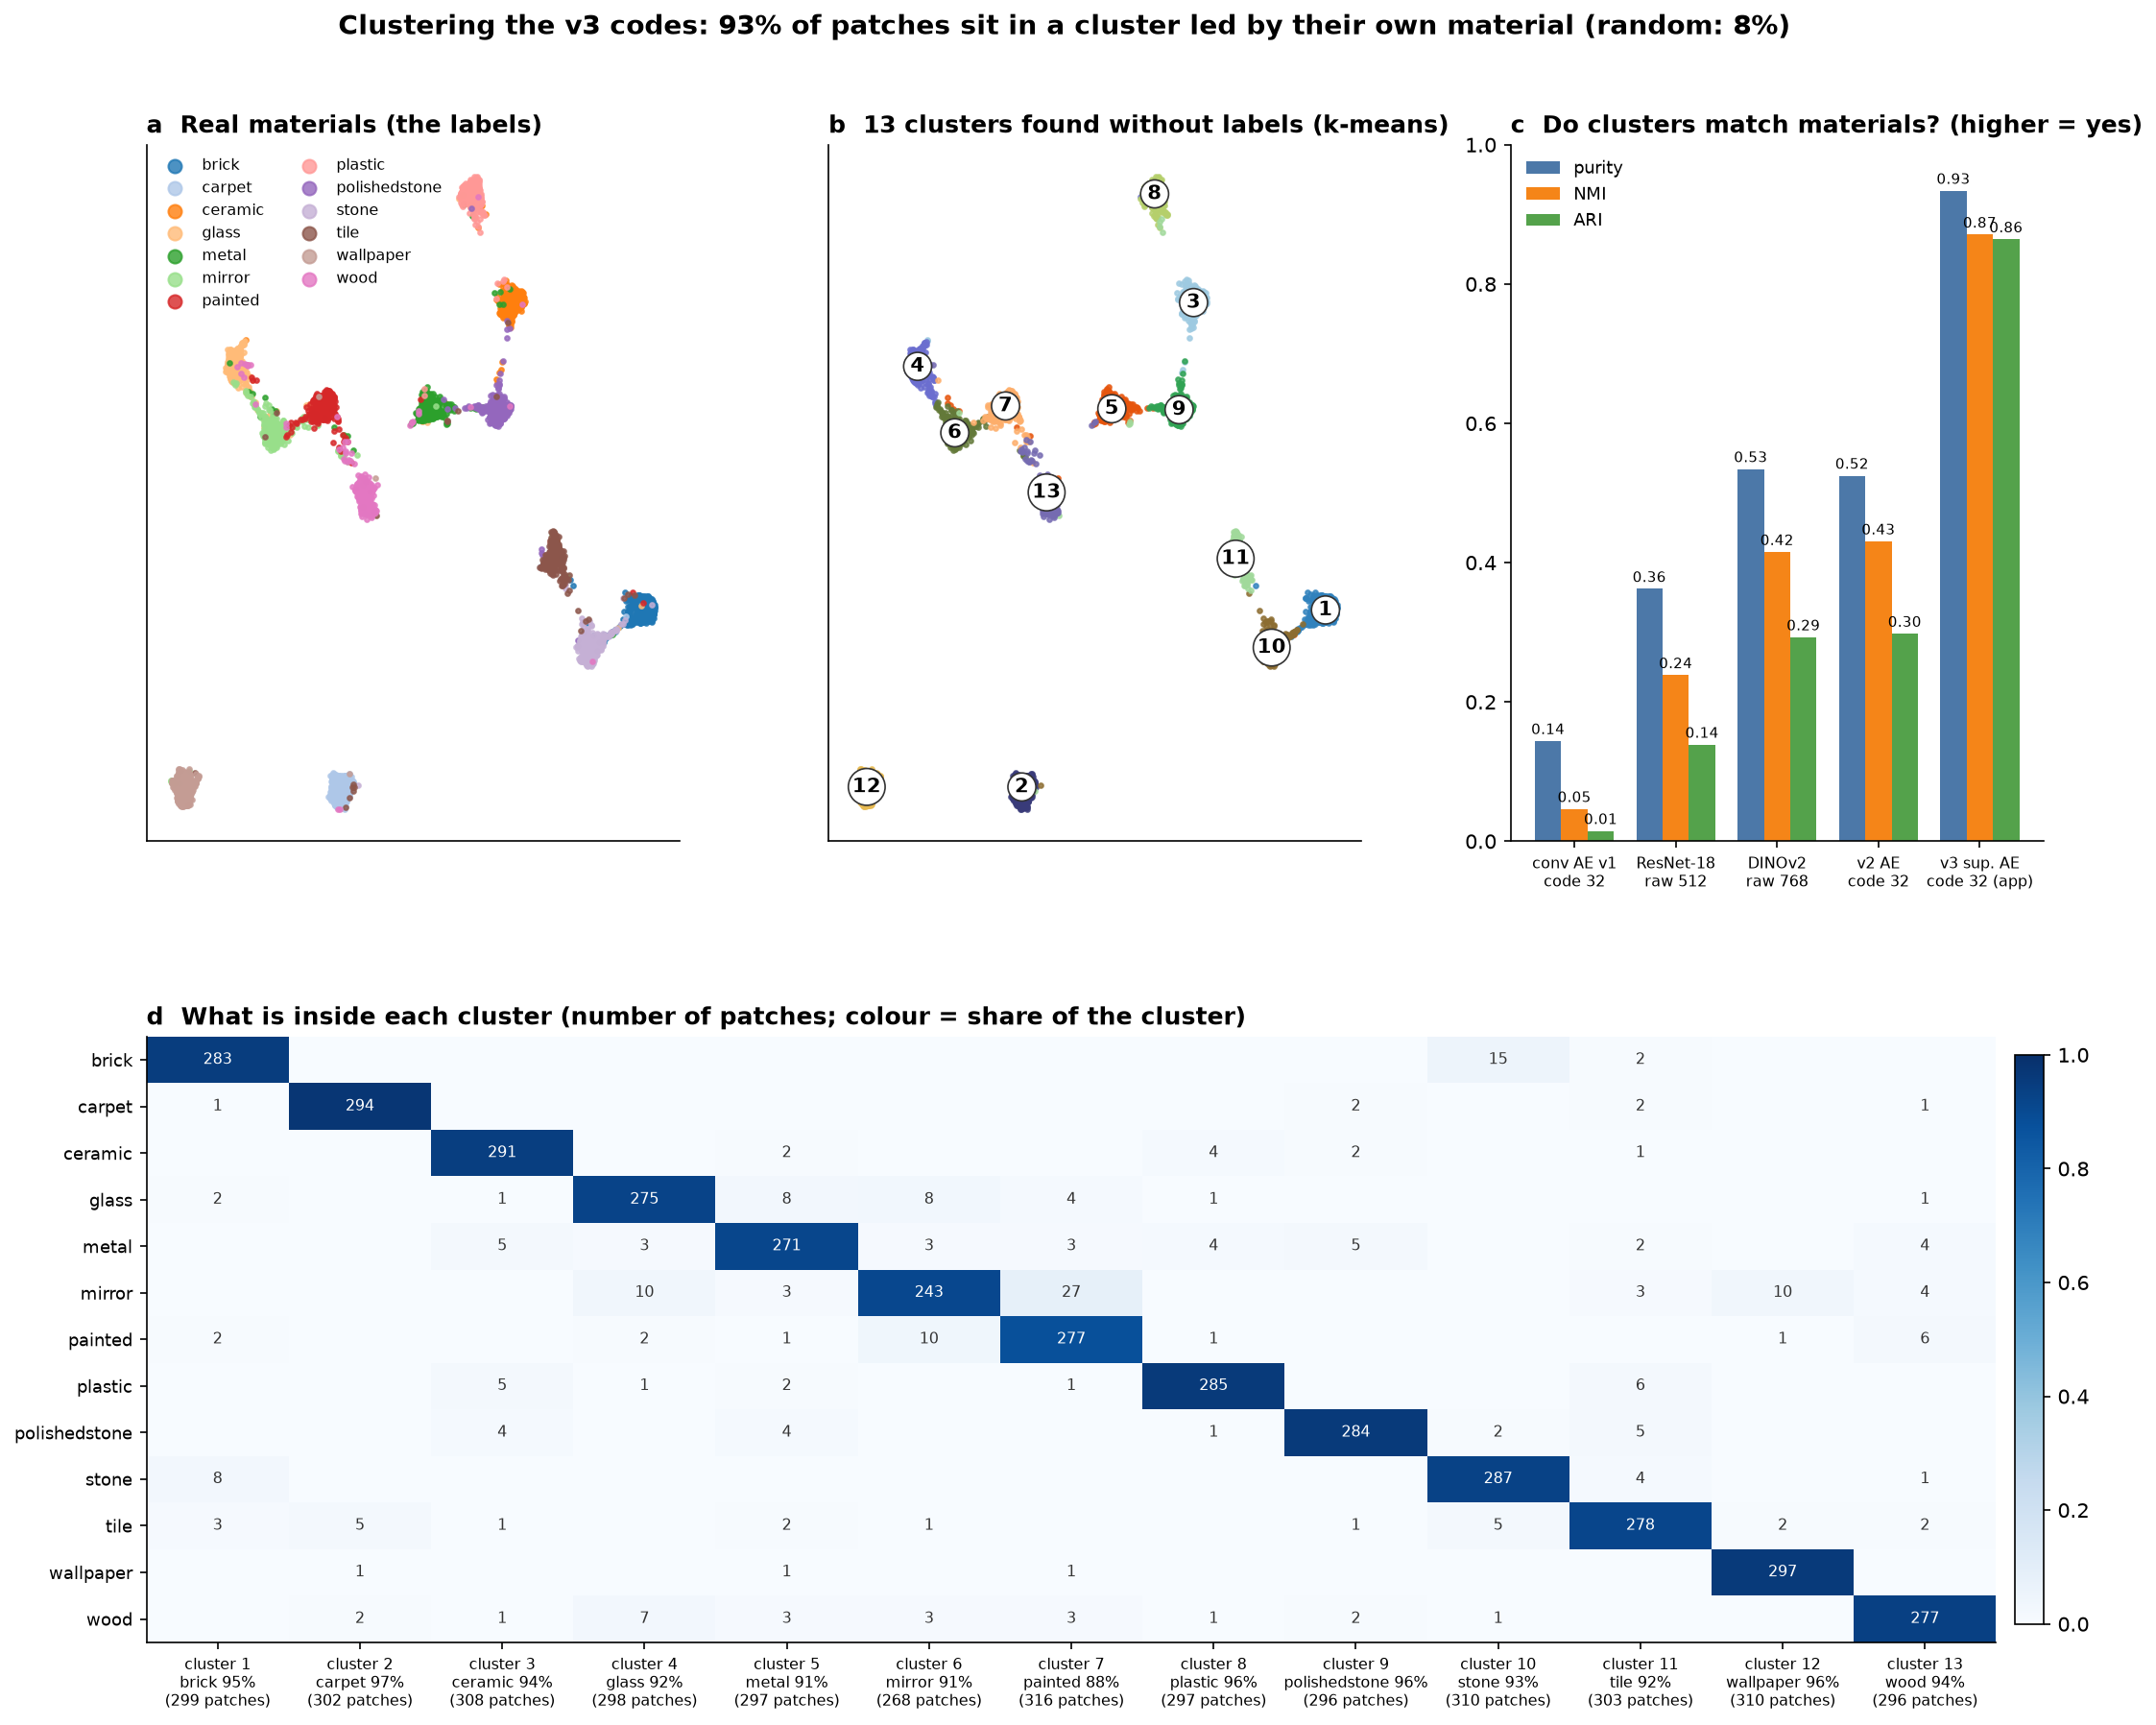 Clustering the v3 codes: 93% of patches sit in a cluster led by their own material (random: 8%)
a Real materials (the labels)
brick
carpet
ceramic
glass
metal
mirror
painted
plastic
polishedstone
stone
tile
wallpaper
wood
b 13 clusters found without labels (k-means)
8
3
4
7
5
9
6
13
11
1
10
12
2
c Do clusters match materials? (higher = yes)
1.0
0.8
0.6
0.4
0.2
0.0
purity
NMI
ARI
0.14
0.05
0.01
0.36
0.24
0.14
0.53
0.42
0.29
0.52
0.43
0.30
0.93
0.87
0.86
conv AE v1
code 32
ResNet-18
raw 512
DINOv2
raw 768
v2 AE
code 32
v3 sup. AE
code 32 (app)
d What is inside each cluster (number of patches; colour = share of the cluster)
brick 283 15 2
carpet 1 294 2 2 1
ceramic 291 2 4 2 1
glass 2 1 275 8 8 4 1 1
metal 5 3 271 3 3 4 5 2 4
mirror 10 3 243 27 3 10 4
painted 2 2 1 10 277 1 1 6
plastic 5 1 2 1 285 6
polishedstone 4 4 1 284 2 5
stone 8 287 4 1
tile 3 5 1 2 1 1 5 278 2 2
wallpaper 1 1 1 297
wood 2 1 7 3 3 3 1 2 1 277
cluster 1
brick 95%
(299 patches)
cluster 2
carpet 97%
(302 patches)
cluster 3
ceramic 94%
(308 patches)
cluster 4
glass 92%
(298 patches)
cluster 5
metal 91%
(297 patches)
cluster 6
mirror 91%
(268 patches)
cluster 7
painted 88%
(316 patches)
cluster 8
plastic 96%
(297 patches)
cluster 9
polishedstone 96%
(296 patches)
cluster 10
stone 93%
(310 patches)
cluster 11
tile 92%
(303 patches)
cluster 12
wallpaper 96%
(310 patches)
cluster 13
wood 94%
(296 patches)
1.0
0.8
0.6
0.4
0.2
0.0